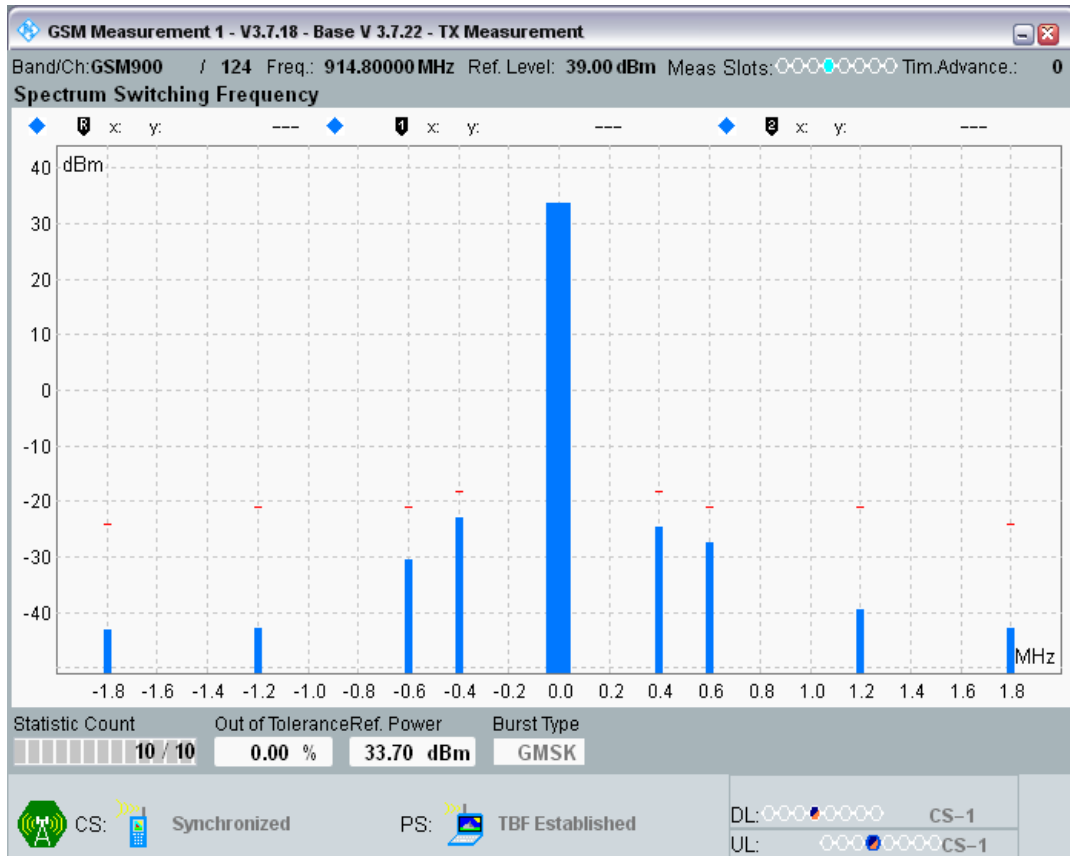 GSM Measurement 1 - V3.7.18 - Base V 3.7.22 - TX Measurement
Band/Ch:GSM900 / 124 Freq.: 914.80000 MHz Ref. Level: 39.00 dBm Meas Slots: Tim.Advance.: 0
Spectrum Switching Frequency
R x: y: --- 1 x: y: --- 2 x: y: ---
dBm
40
30
20
10
0
-10
-20
-30
-40
MHz
-1.8 -1.6 -1.4 -1.2 -1.0 -0.8 -0.6 -0.4 -0.2 0.0 0.2 0.4 0.6 0.8 1.0 1.2 1.4 1.6 1.8
Statistic Count Out of Tolerance Ref. Power Burst Type
10 / 10 0.00 % 33.70 dBm GMSK
CS: Synchronized PS: TBF Established
DL: CS-1
UL: CS-1